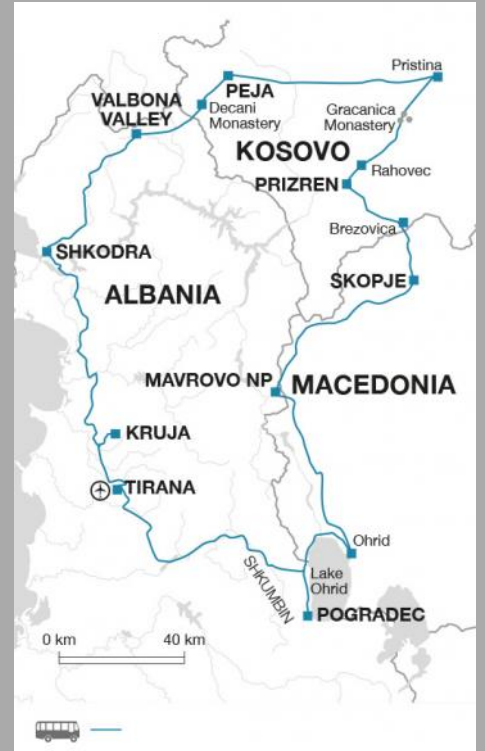 Pristina
PEJA
VALBONA
VALLEY
Decani
Monastery
Gracanica
Monastery
KOSOVO
Rahovec
PRIZREN
Brezovica
SHKODRA
SKOPJE
ALBANIA
MAVROVO NP
MACEDONIA
KRUJA
TIRANA
Ohrid
SHKUMBIN
Lake
Ohrid
POGRADEC
0 km
40 km